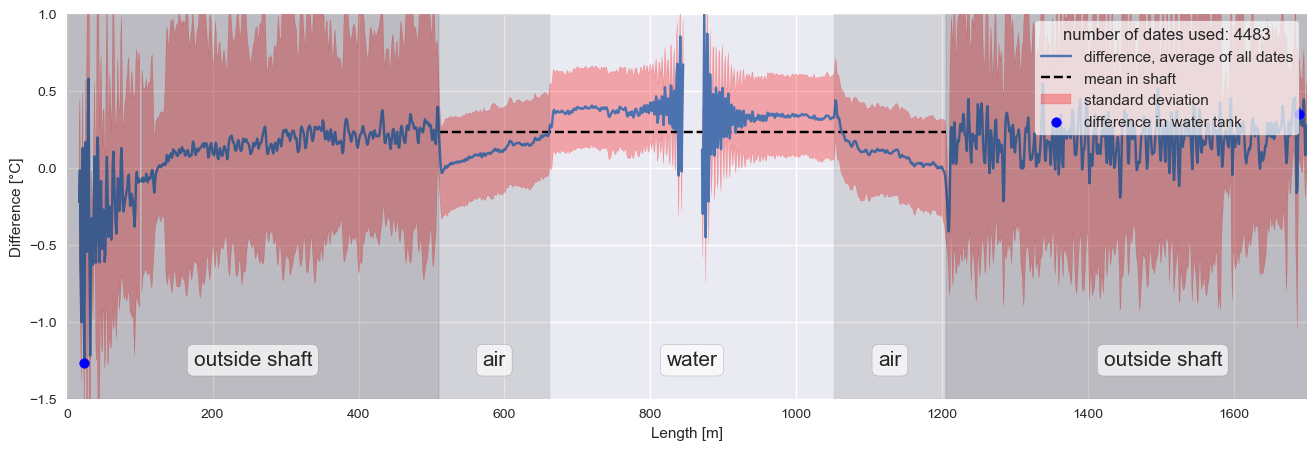 number of dates used: 4483
difference, average of all dates
mean in shaft
standard deviation
difference in water tank
1.0
0.5
0.0
−0.5
−1.0
−1.5
Difference [°C]
outside shaft
air
water
air
outside shaft
0
200
400
600
800
1000
1200
1400
1600
Length [m]